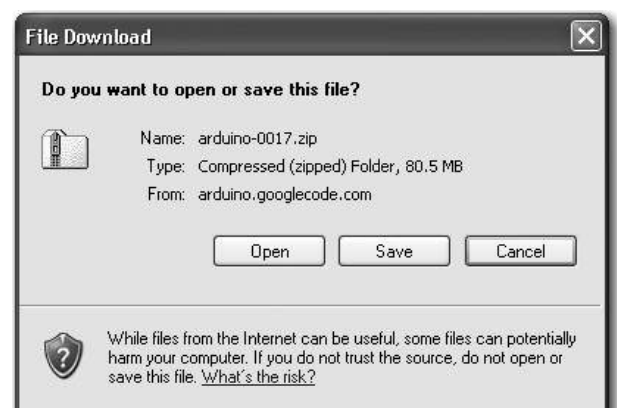 File Download
Do you want to open or save this file?
Name: arduino-0017.zip
Type: Compressed (zipped) Folder, 80.5 MB
From: arduino.googlecode.com
Open Save Cancel
While files from the Internet can be useful, some files can potentially
harm your computer. If you do not trust the source, do not open or
save this file. What's the risk?